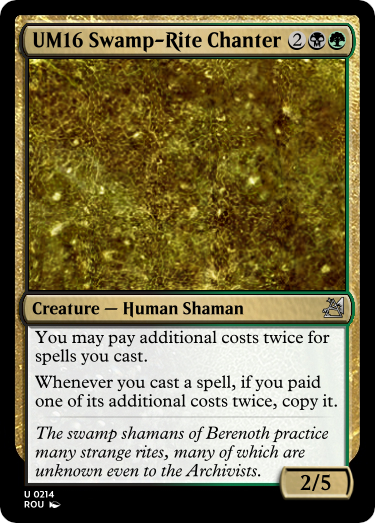 UM16 Swamp-Rite Chanter 2
Creature — Human Shaman
You may pay additional costs twice for
spells you cast.
Whenever you cast a spell, if you paid
one of its additional costs twice, copy it.
The swamp shamans of Berenoth practice
many strange rites, many of which are
unknown even to the Archivists.
2/5
U 0214
ROU